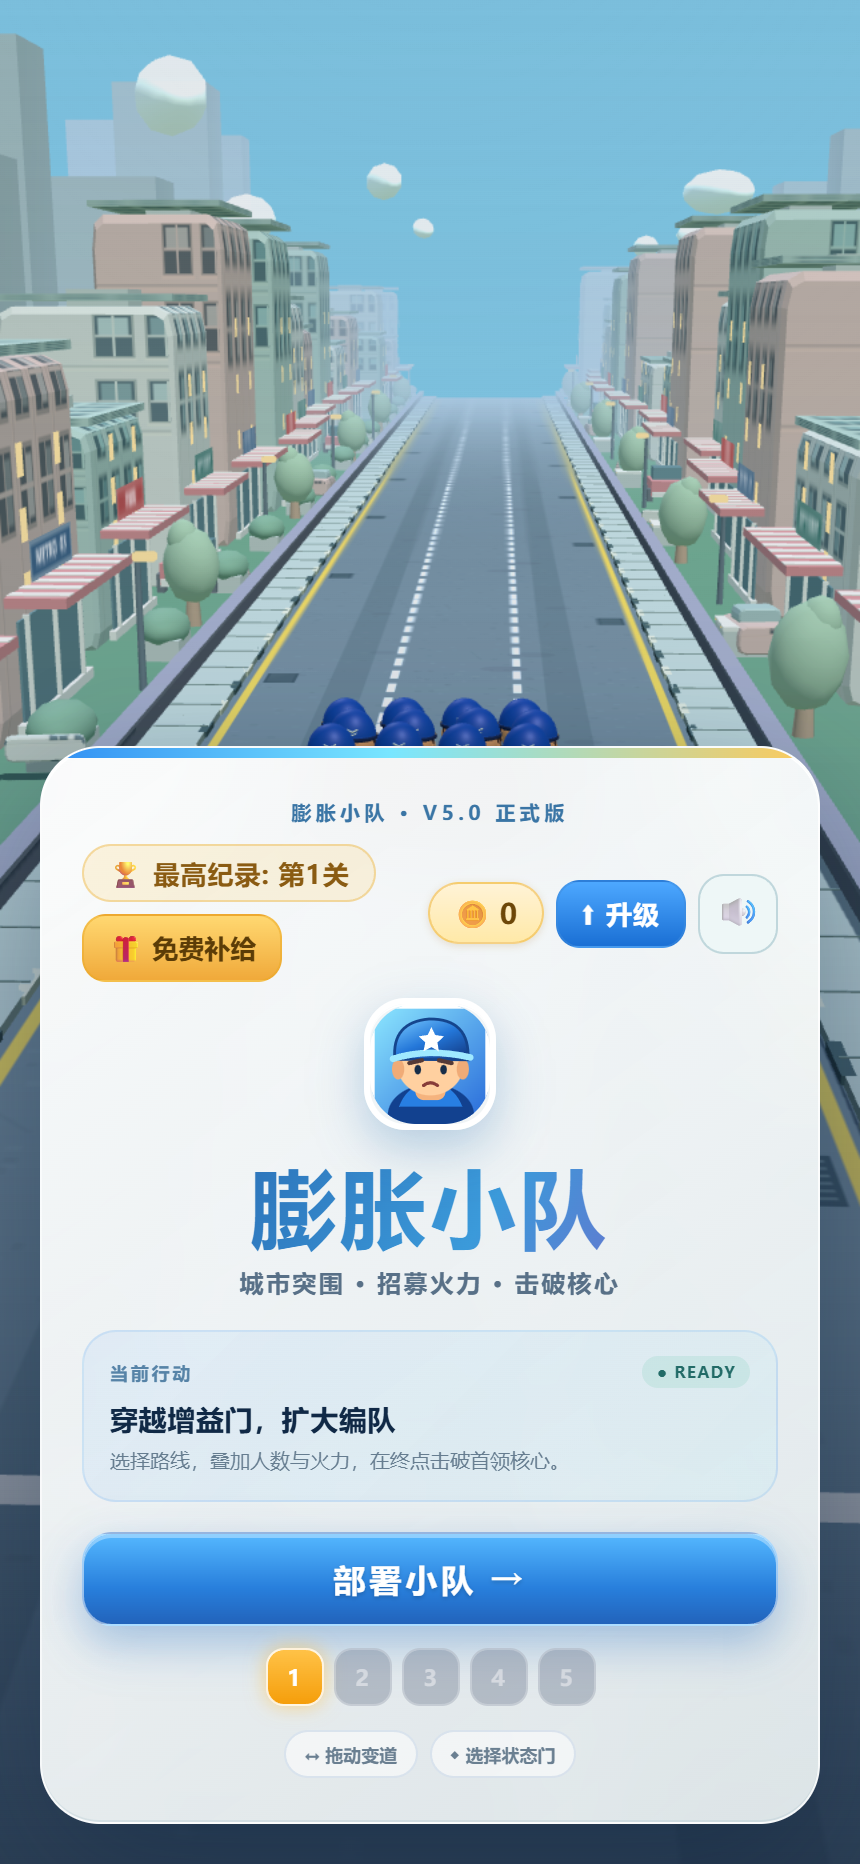 METRO 01
膨胀小队 • V5.0 正式版
🏆 最高纪录: 第1关
🎁 免费补给
0
⬆ 升级
膨胀小队
城市突围 • 招募火力 • 击破核心
当前行动
● READY
穿越增益门，扩大编队
选择路线，叠加人数与火力，在终点击破首领核心。
部署小队 →
1 2 3 4 5
↔ 拖动变道
◆ 选择状态门